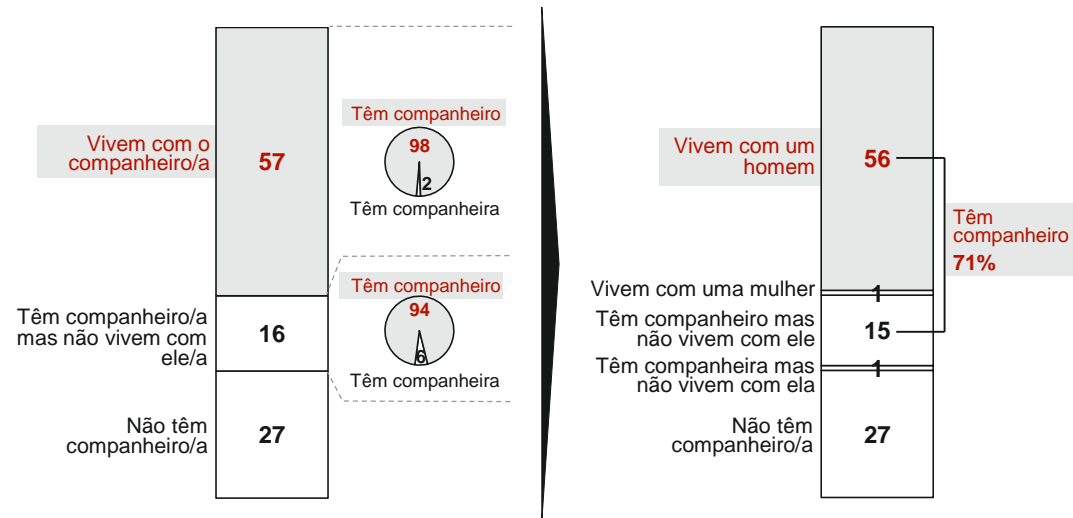 Vivem com o
companheiro/a
57
Têm companheiro/a
mas não vivem com
ele/a
16
Não têm
companheiro/a
27
Têm companheiro
98
2
Têm companheira
Têm companheiro
94
6
Têm companheira
Vivem com um
homem
56
Vivem com uma mulher
1
Têm companheiro mas
não vivem com ele
15
Têm companheira mas
não vivem com ela
1
Não têm
companheiro/a
27
Têm
companheiro
71%